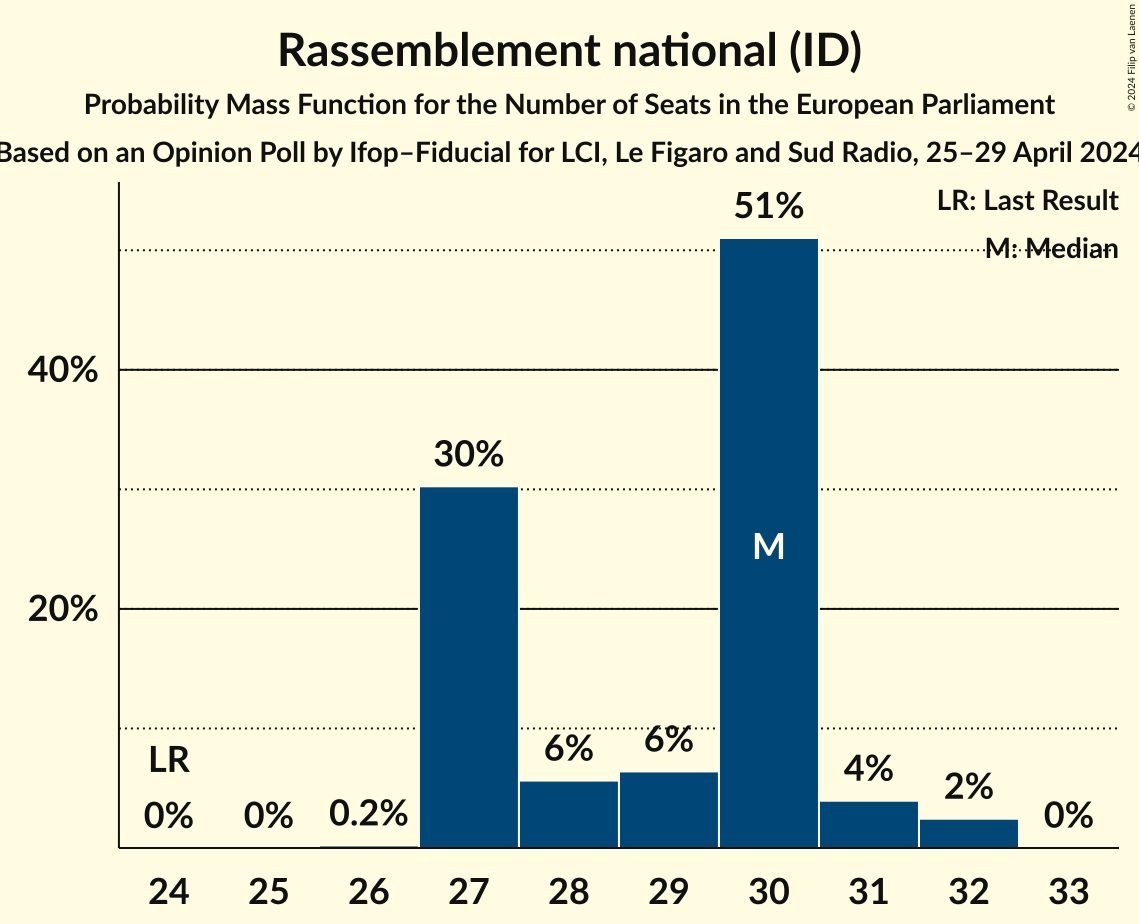 Rassemblement national (ID)
Probability Mass Function for the Number of Seats in the European Parliament
Based on an Opinion Poll by Ifop–Fiducial for LCI, Le Figaro and Sud Radio, 25–29 April 2024
© 2024 Filip van Laenen
LR: Last Result
M: Median
51%
40%
30%
M
20%
LR
0%
0%
0.2%
6%
6%
4%
2%
0%
24 25 26 27 28 29 30 31 32 33